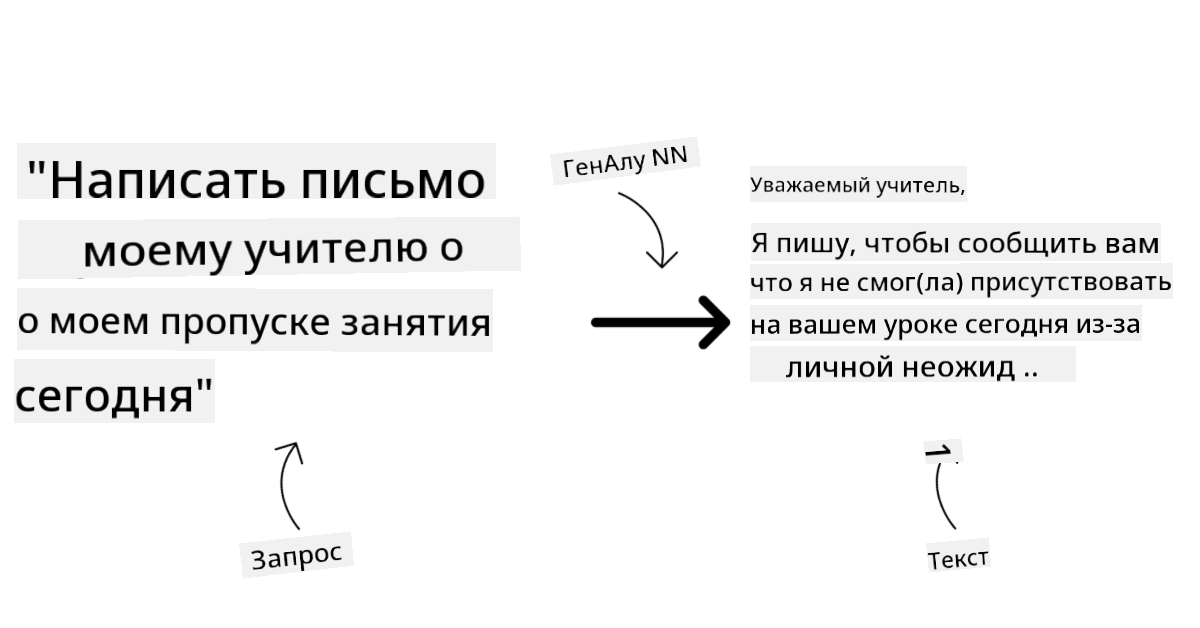 "Написать письмо
моему учителю о
о моем пропуске занятия
сегодня"
Запрос
ГенАлу NN
Уважаемый учитель,
Я пишу, чтобы сообщить вам
что я не смог(ла) присутствовать
на вашем уроке сегодня из-за
личной неожид ..
Текст